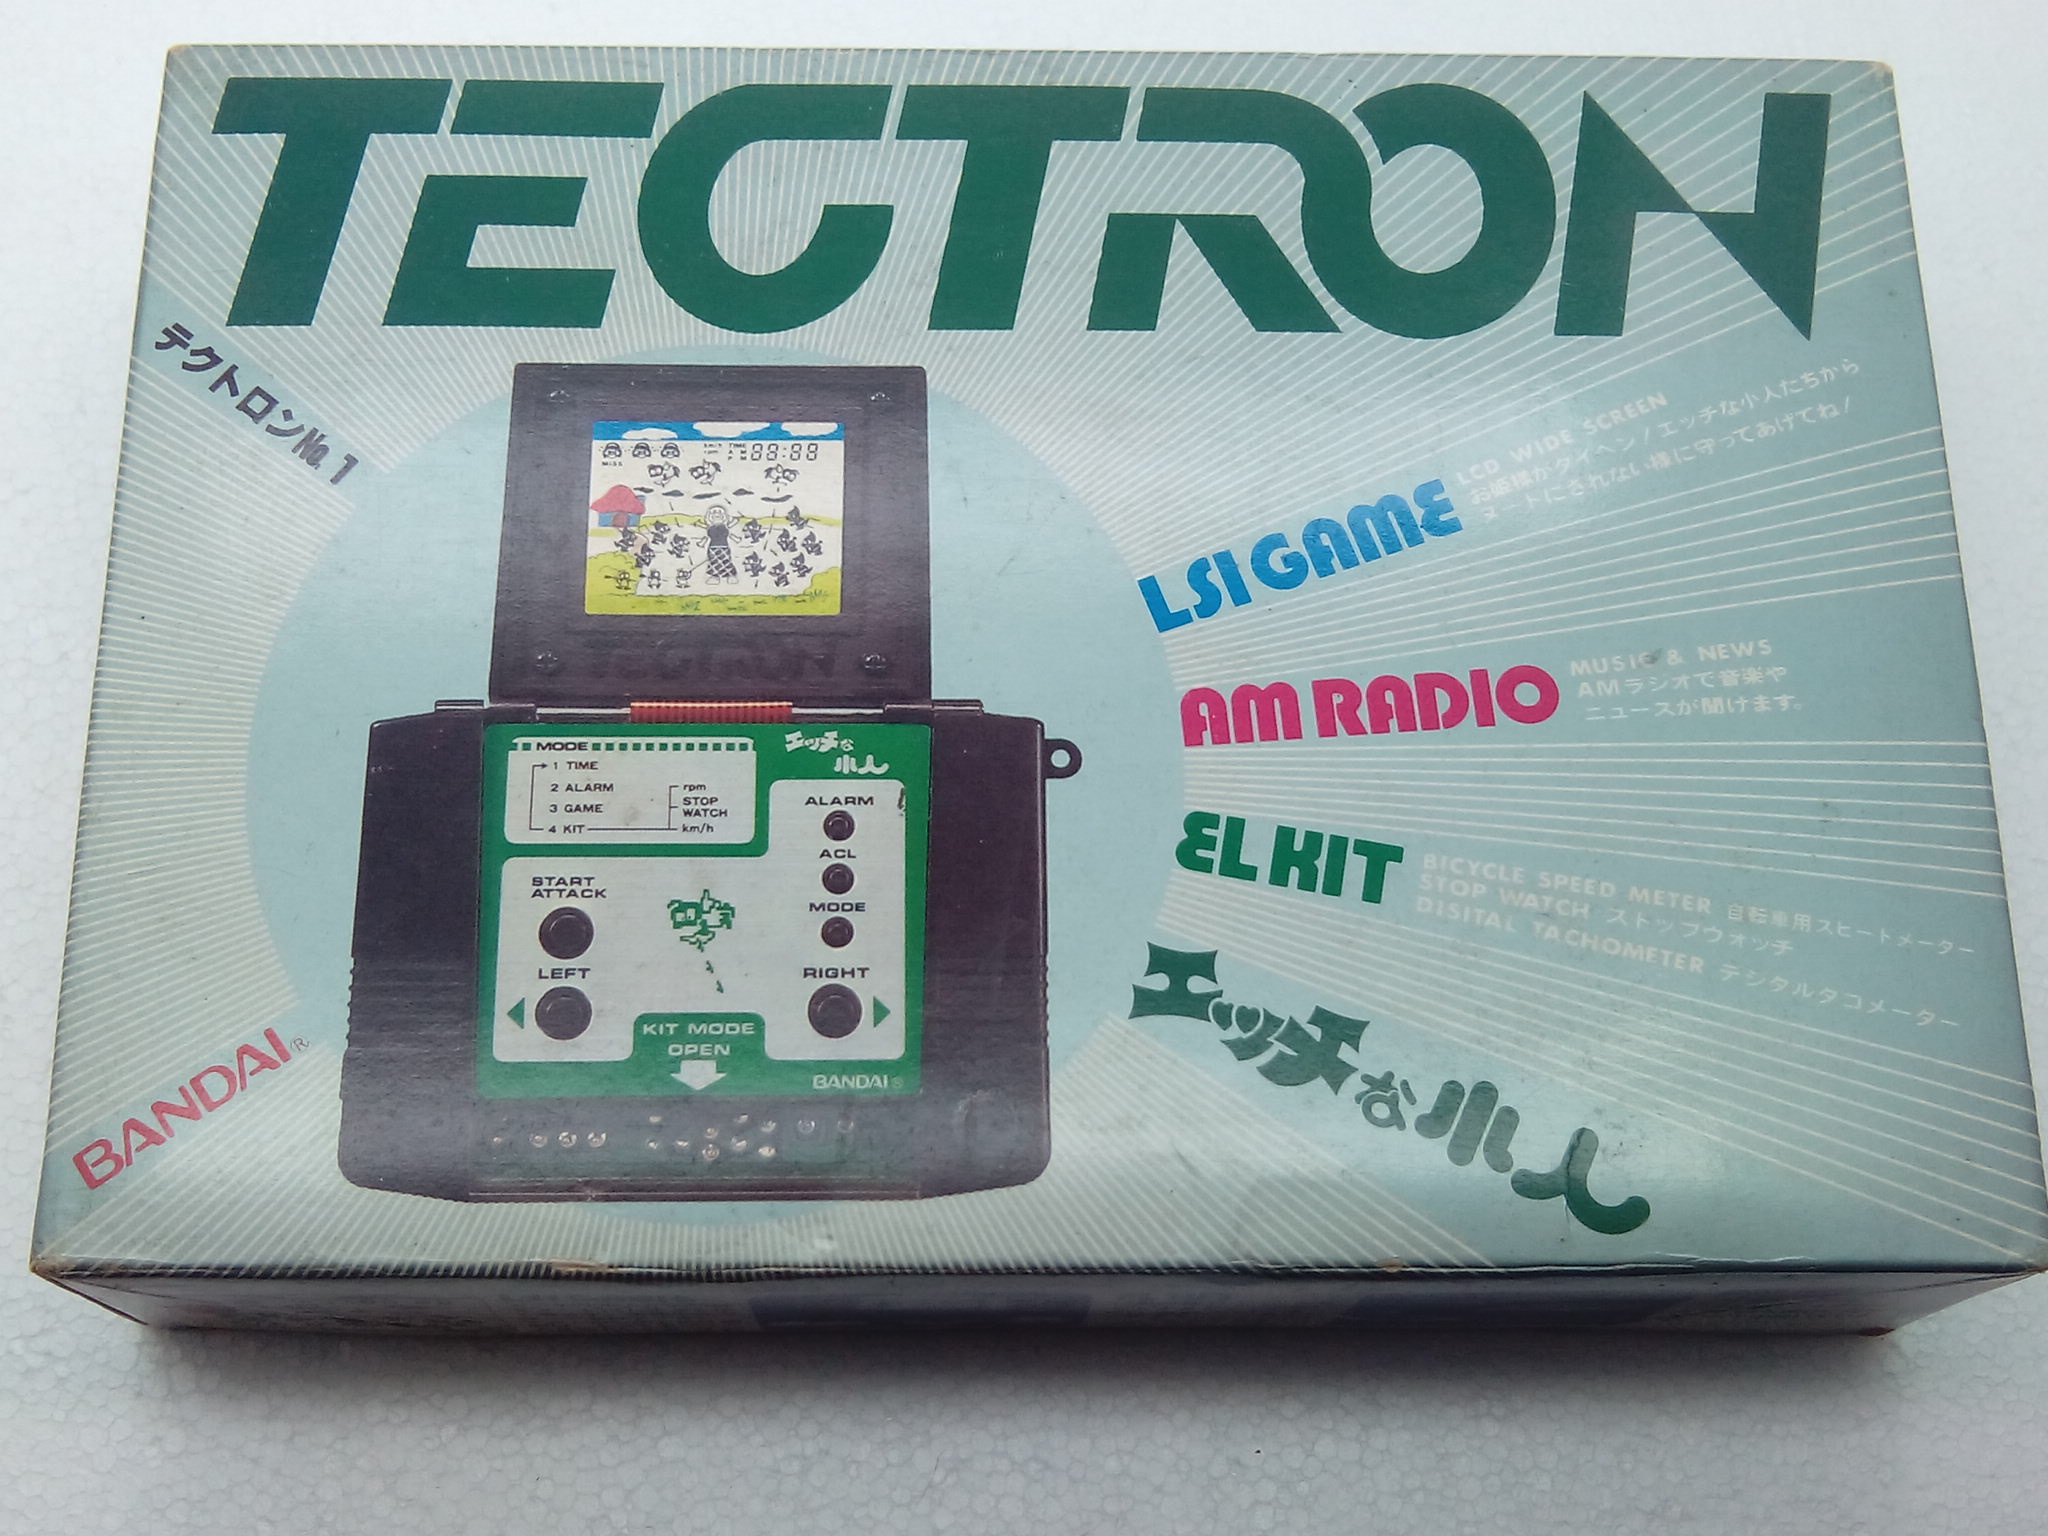 TECTRON
テクトロンNo.1
MISS
km/h TIME
rpm A M
P M
88:88
TECTRON
LSI GAME
LCD WIDE SCREEN
お姫様がタイヘン!エッチな小人たちから
ヌードにされない様に守ってあげてね!
AM RADIO
MUSIC & NEWS
AMラジオで音楽や
ニュースが聞けます。
EL KIT
BICYCLE SPEED METER 自転車用スピードメーター
STOP WATCH ストップウォッチ
DISITAL TACHOMETER デジタルタコメーター
エッチな小人
MODE
1 TIME
2 ALARM
3 GAME
4 KIT
rpm
STOP
WATCH
km/h
エッチな
小人
ALARM
ACL
MODE
START
ATTACK
LEFT
RIGHT
KIT MODE
OPEN
BANDAI®
BANDAI®